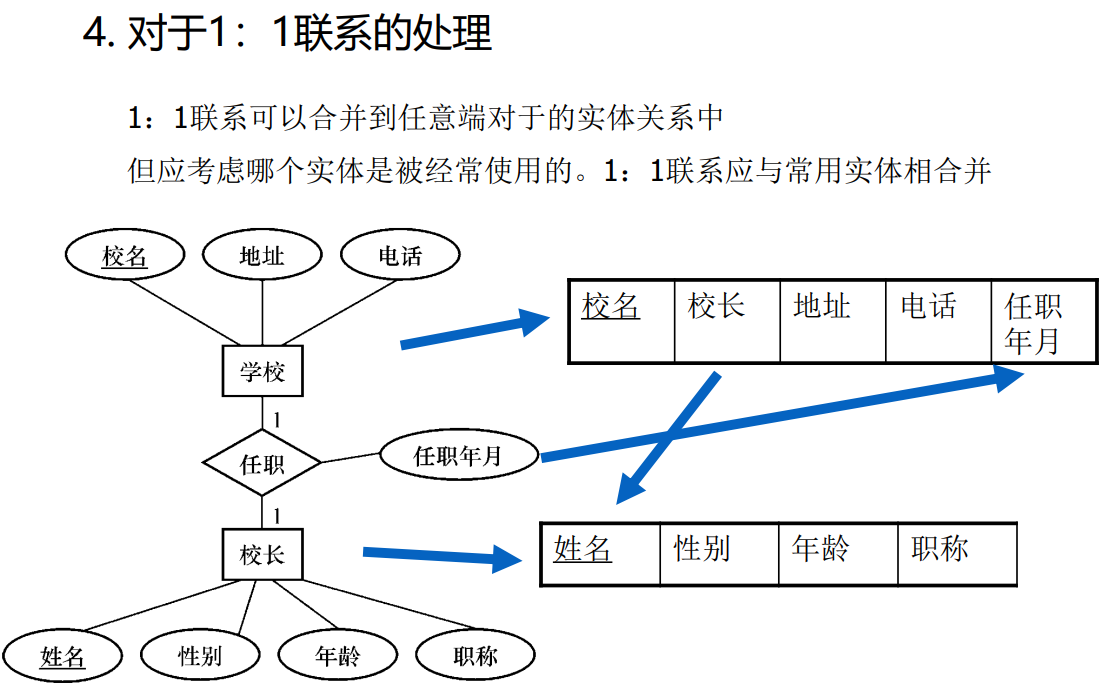 4. 对于1：1联系的处理
1：1联系可以合并到任意端对于的实体关系中
但应考虑哪个实体是被经常使用的。1：1联系应与常用实体相合并
校名
地址
电话
学校
1
任职
任职年月
1
校长
姓名
性别
年龄
职称
校名
校长
地址
电话
任职
年月
姓名
性别
年龄
职称